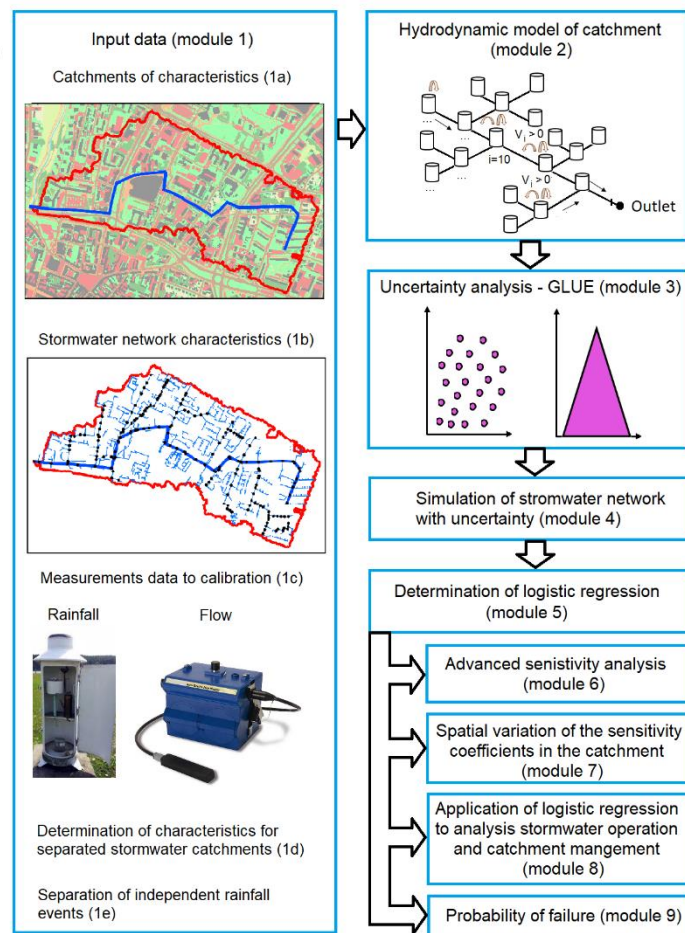 Input data (module 1)
Catchments of characteristics (1a)
Stormwater network characteristics (1b)
Measurements data to calibration (1c)
Rainfall
Flow
Determination of characteristics for
separated stormwater catchments (1d)
Separation of independent rainfall
events (1e)
Hydrodynamic model of catchment
(module 2)
...
...
V i > 0
i=10
...
...
V i > 0
...
Outlet
Uncertainty analysis - GLUE (module 3)
Simulation of stromwater network
with uncertainty (module 4)
Determination of logistic regression
(module 5)
Advanced senistivity analysis
(module 6)
Spatial variation of the sensitivity
coefficients in the catchment
(module 7)
Application of logistic regression
to analysis stormwater operation
and catchment mangement
(module 8)
Probability of failure (module 9)